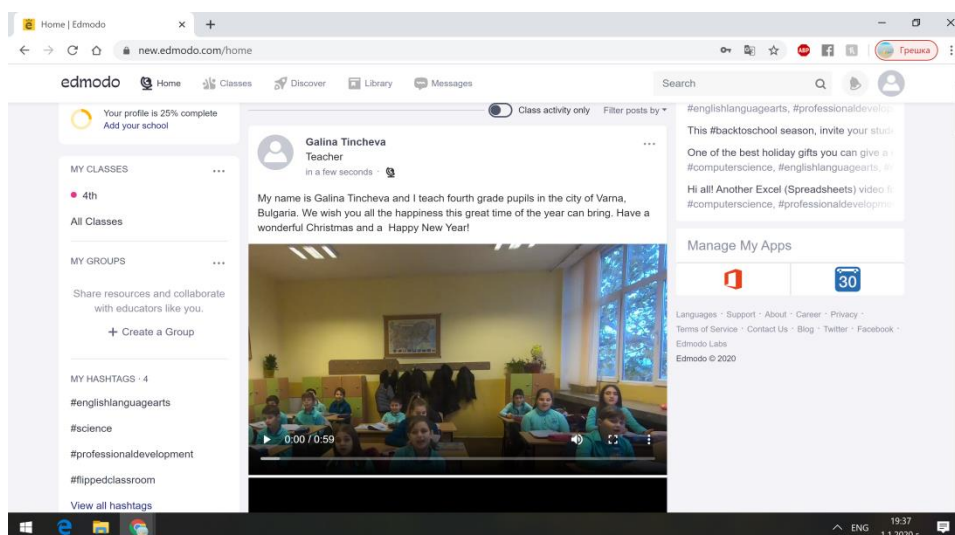 Home | Edmodo
new.edmodo.com/home
ABP
Грешка
edmodo
Home
Classes
Discover
Library
Messages
Search
Your profile is 25% complete
Add your school
MY CLASSES
4th
All Classes
MY GROUPS
Share resources and collaborate
with educators like you.
+ Create a Group
MY HASHTAGS · 4
#englishlanguagearts
#science
#professionaldevelopment
#flippedclassroom
View all hashtags
Class activity only Filter posts by
Galina Tincheva
Teacher
in a few seconds ·
My name is Galina Tincheva and I teach fourth grade pupils in the city of Varna,
Bulgaria. We wish you all the happiness this great time of the year can bring. Have a
wonderful Christmas and a Happy New Year!
0:00 / 0:59
#englishlanguagearts, #professionaldevelop
This #backtoschool season, invite your stud
One of the best holiday gifts you can give a
#computerscience, #englishlanguagearts,
Hi all! Another Excel (Spreadsheets) video
#computerscience, #professionaldevelopme
Manage My Apps
30
Languages · Support · About · Career · Privacy ·
Terms of Service · Contact Us · Blog · Twitter · Facebook ·
Edmodo Labs
Edmodo © 2020
ENG
19:37
1.1.2020 г.